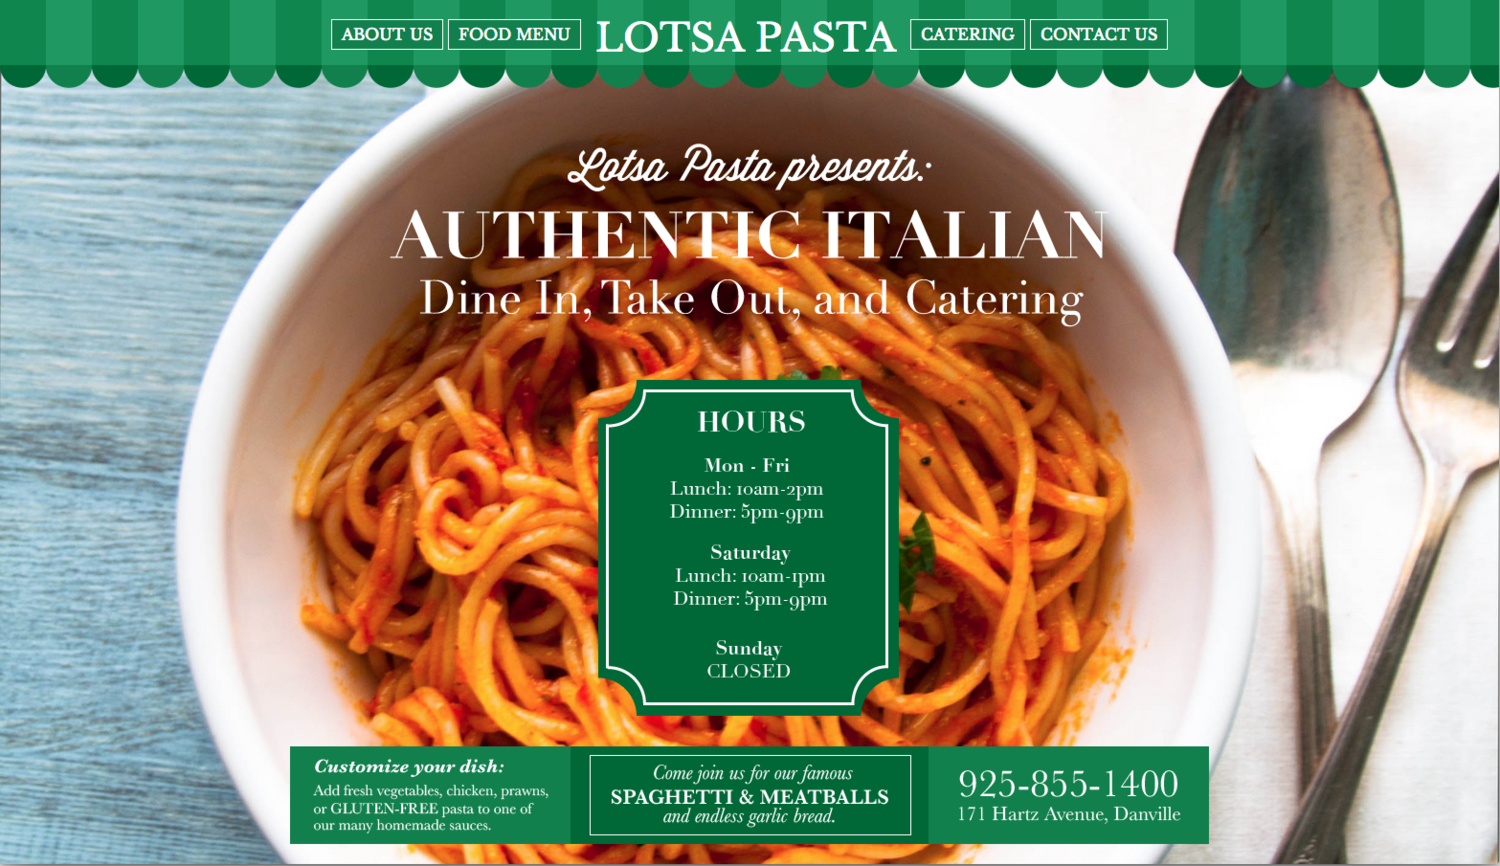 ABOUT US
FOOD MENU
LOTSA PASTA
CATERING
CONTACT US
Lotsa Pasta presents:
AUTHENTIC ITALIAN
Dine In, Take Out, and Catering
HOURS
Mon - Fri
Lunch: 10am-2pm
Dinner: 5pm-9pm
Saturday
Lunch: 10am-1pm
Dinner: 5pm-9pm
Sunday
CLOSED
Customize your dish:
Add fresh vegetables, chicken, prawns,
or GLUTEN-FREE pasta to one of
our many homemade sauces.
Come join us for our famous
SPAGHETTI & MEATBALLS
and endless garlic bread.
925-855-1400
171 Hartz Avenue, Danville